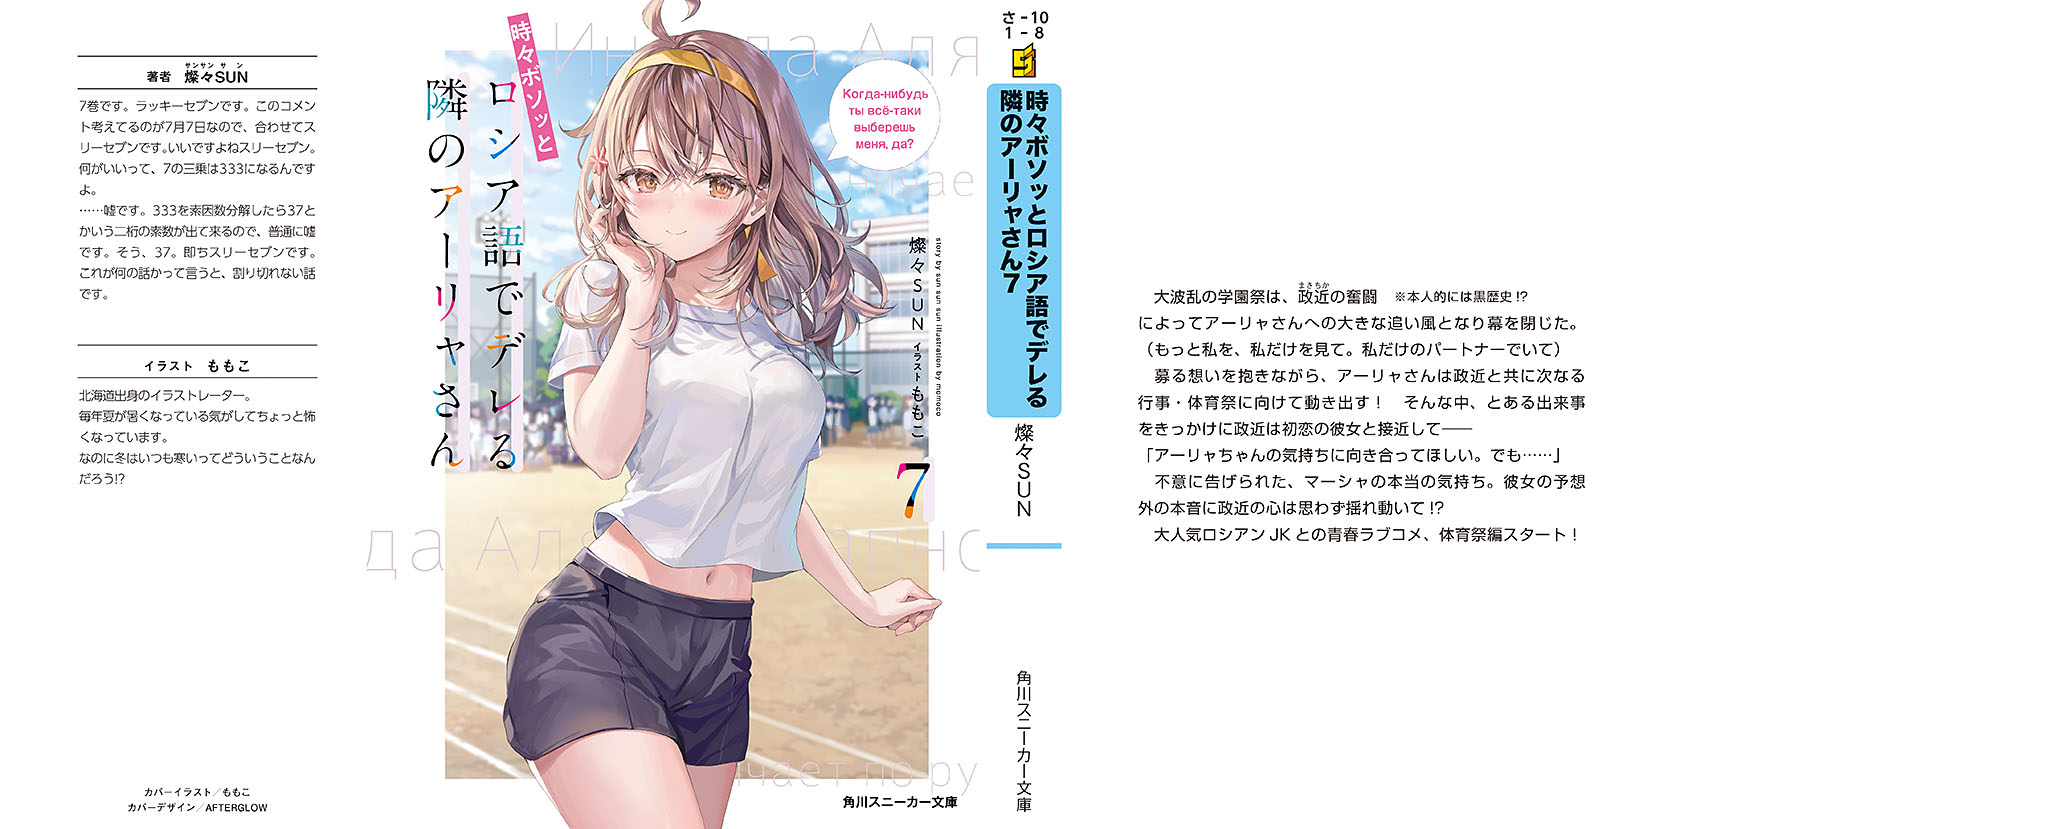 著者　燦々SUN
サンサン サン
7巻です。ラッキーセブンです。このコメン
ト考えてるのが7月7日なので、合わせてス
リーセブンです。いいですよねスリーセブン。
何がいいって、7の三乗は333になるんです
よ。
……嘘です。333を素因数分解したら37と
かいう二桁の素数が出て来るので、普通に嘘
です。そう、37。即ちスリーセブンです。
これが何の話かって言うと、割り切れない話
です。
イラスト　ももこ
北海道出身のイラストレーター。
毎年夏が暑くなっている気がしてちょっと怖
くなっています。
なのに冬はいつも寒いってどういうことなん
だろう!?
カバーイラスト／ももこ
カバーデザイン／AFTERGLOW
時々ボソッと
ロシア語でデレる
隣のアーリャさん
7
Когда-нибудь
ты всё-таки
выберешь
меня, да?
燦々SUN
イラスト ももこ
story by sun sun sun illustration by momoco
да Аля
ничает
чает по ру
角川スニーカー文庫
さ-10
1-8
時々ボソッとロシア語でデレる
隣のアーリャさん7
燦々SUN
角川スニーカー文庫
大波乱の学園祭は、政近の奮闘　※本人的には黒歴史!?
まさちか
によってアーリャさんへの大きな追い風となり幕を閉じた。
（もっと私を、私だけを見て。私だけのパートナーでいて）
募る想いを抱きながら、アーリャさんは政近と共に次なる
行事・体育祭に向けて動き出す！　そんな中、とある出来事
をきっかけに政近は初恋の彼女と接近して――
「アーリャちゃんの気持ちに向き合ってほしい。でも……」
不意に告げられた、マーシャの本当の気持ち。彼女の予想
外の本音に政近の心は思わず揺れ動いて!?
大人気ロシアンJKとの青春ラブコメ、体育祭編スタート！